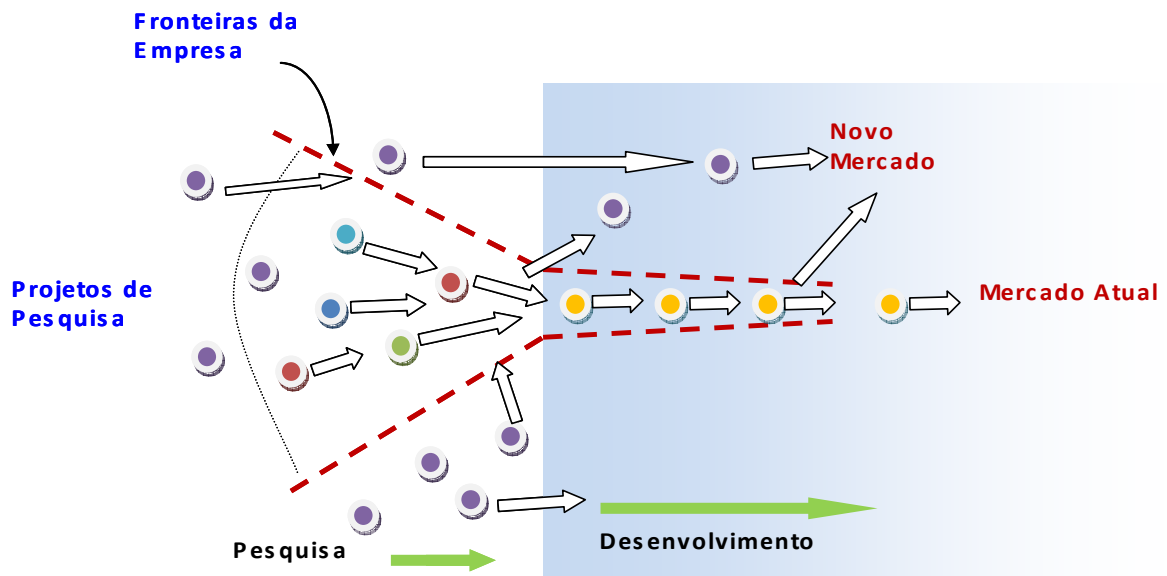 Fronteiras da
Empresa
Novo
Mercado
Projetos de
Pesquisa
Mercado Atual
Pesquisa
Desenvolvimento